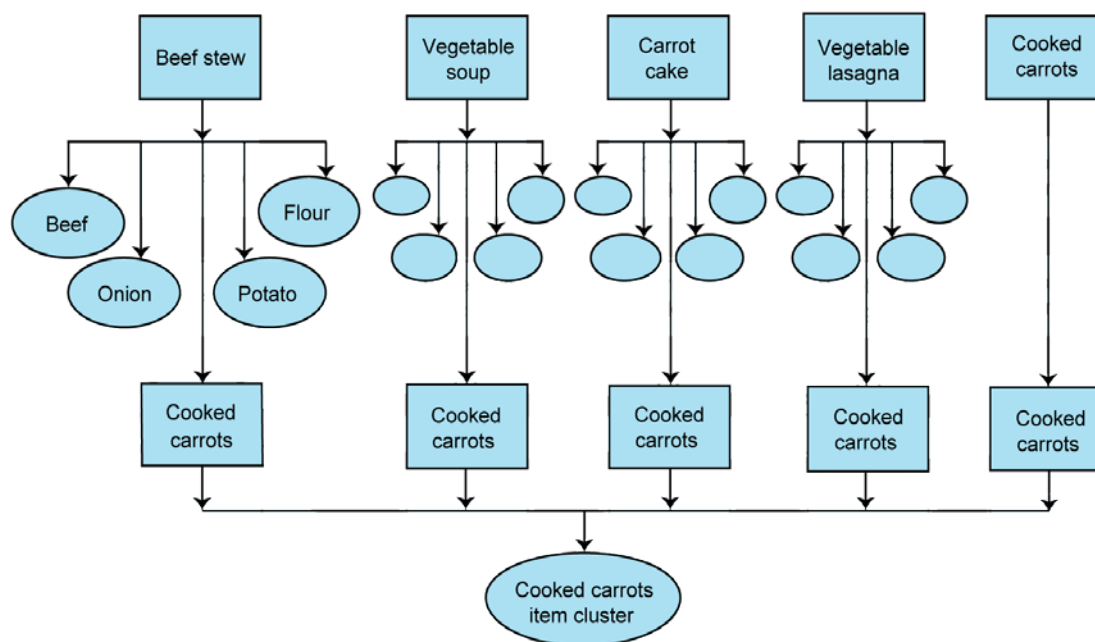 Beef stew
Vegetable
soup
Carrot
cake
Vegetable
lasagna
Cooked
carrots
Beef
Onion
Potato
Flour
Cooked
carrots
Cooked
carrots
Cooked
carrots
Cooked
carrots
Cooked
carrots
Cooked carrots
item cluster